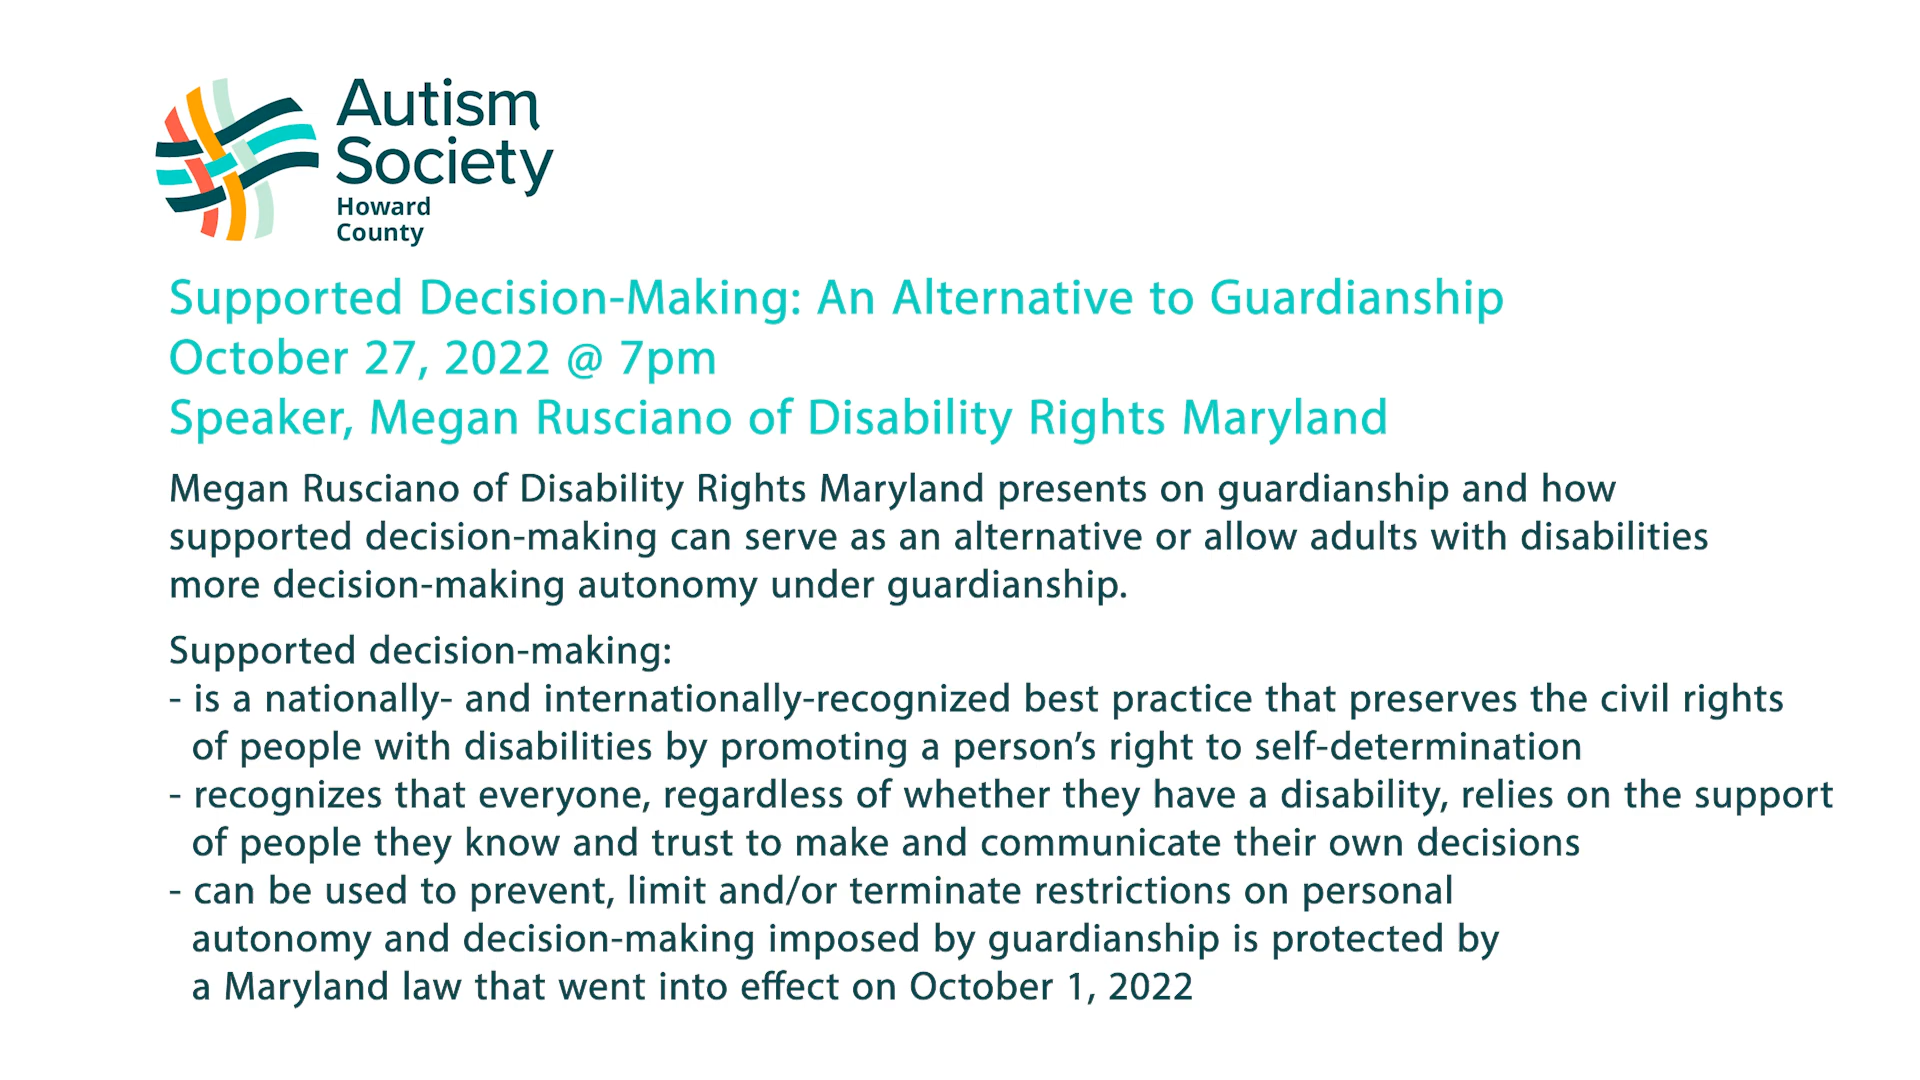 Autism
Society
Howard
County
Supported Decision-Making: An Alternative to Guardianship
October 27, 2022 @ 7pm
Speaker, Megan Rusciano of Disability Rights Maryland
Megan Rusciano of Disability Rights Maryland presents on guardianship and how
supported decision-making can serve as an alternative or allow adults with disabilities
more decision-making autonomy under guardianship.
Supported decision-making:
- is a nationally- and internationally-recognized best practice that preserves the civil rights
of people with disabilities by promoting a person’s right to self-determination
- recognizes that everyone, regardless of whether they have a disability, relies on the support
of people they know and trust to make and communicate their own decisions
- can be used to prevent, limit and/or terminate restrictions on personal
autonomy and decision-making imposed by guardianship is protected by
a Maryland law that went into effect on October 1, 2022